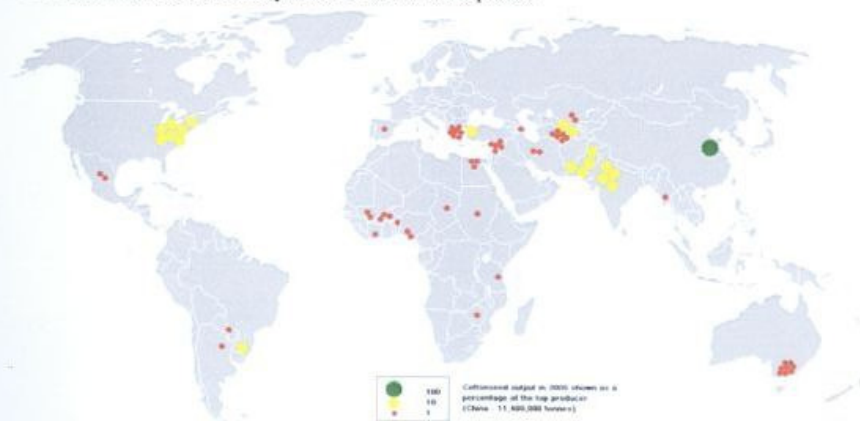 100
10
1
Cottonseed output in 2005 shown as a
percentage of the top producer
(China - 11,400,000 tonnes)